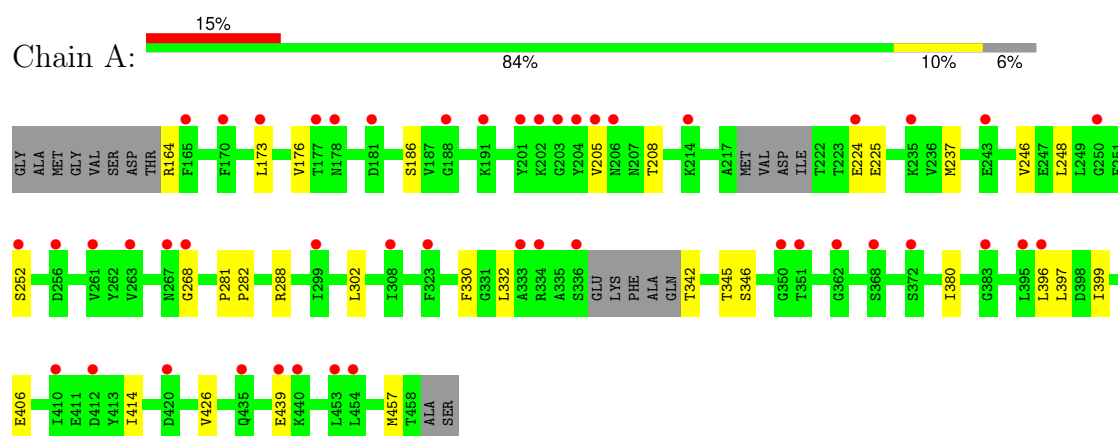 15%
Chain A:
84% 10% 6%
GLY ALA MET GLY VAL SER ASP THR R164 F165 F170 L173 V176 T177 N178 D181 S186 V187 G188 K191 Y201 K202 G203 Y204 V205 N206 N207 T208 K214 A217 MET VAL ASP ILE T222 T223 E224 E225 K235 V236 M237 E243 V246 E247 L248 L249 G250 E251
S252 D256 V261 Y262 V263 N267 G268 P281 P282 R288 I299 L302 I308 F323 F330 G331 L332 A333 R334 A335 S336 GLU LYS PHE ALA GLN T342 T345 S346 G350 T351 G362 S368 S372 I380 G383 L395 L396 L397 D398 I399
E406 I410 E411 D412 Y413 I414 D420 V426 Q435 E439 K440 L453 L454 M457 T458 ALA SER